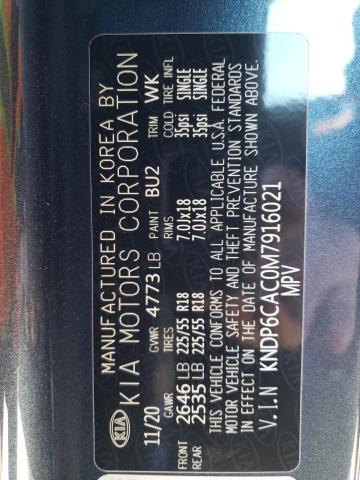 MANUFACTURED IN KOREA BY
KIA KIA MOTORS CORPORATION
11/20 GVWR 4773 LB PAINT BU2 TRIM WK
GAWR TIRES RIMS COLD TIRE INFL
FRONT 2646 LB 225/55 R18 7.0Jx18 35psi SINGLE
REAR 2535 LB 225/55 R18 7.0Jx18 35psi SINGLE
THIS VEHICLE CONFORMS TO ALL APPLICABLE U.S.A. FEDERAL
MOTOR VEHICLE SAFETY AND THEFT PREVENTION STANDARDS
IN EFFECT ON THE DATE OF MANUFACTURE SHOWN ABOVE.
V.I.N KNDP6CAC0M7916021
MPV